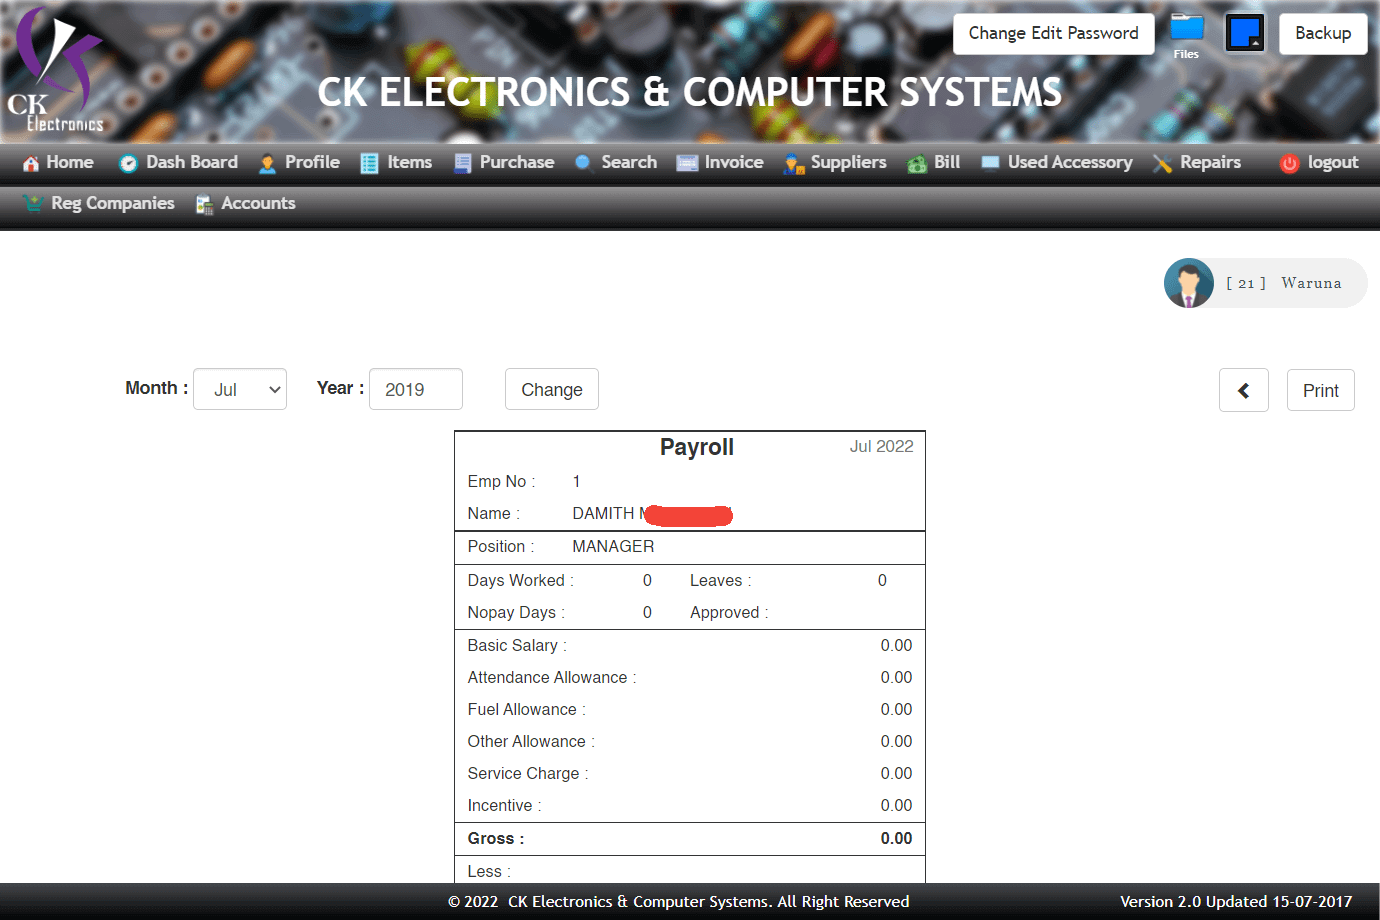 Change Edit Password
Files
Backup
CK ELECTRONICS & COMPUTER SYSTEMS
CK
Electronics
Home Dash Board Profile Items Purchase Search Invoice Suppliers Bill Used Accessory Repairs logout
Reg Companies Accounts
[ 21 ] Waruna
Month : Jul Year : 2019 Change Print
Payroll Jul 2022
Emp No : 1
Name : DAMITH
Position : MANAGER
Days Worked : 0 Leaves : 0
Nopay Days : 0 Approved :
Basic Salary : 0.00
Attendance Allowance : 0.00
Fuel Allowance : 0.00
Other Allowance : 0.00
Service Charge : 0.00
Incentive : 0.00
Gross : 0.00
Less :
© 2022 CK Electronics & Computer Systems. All Right Reserved Version 2.0 Updated 15-07-2017